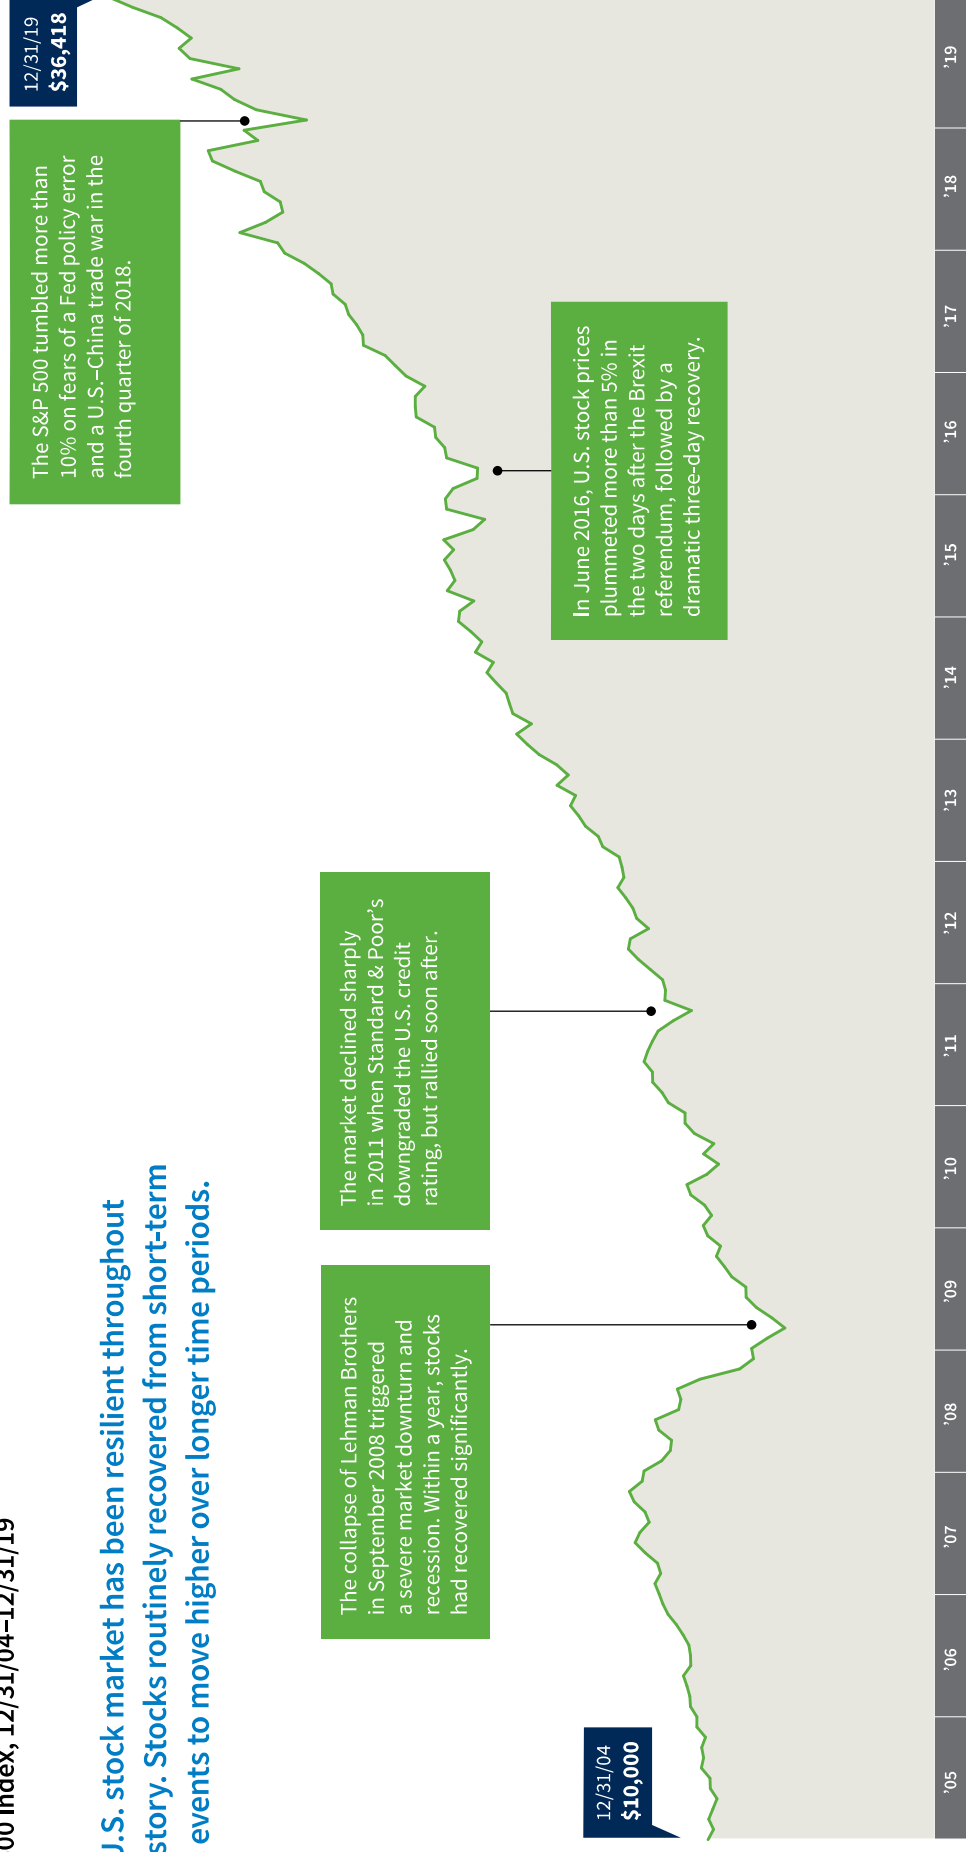 00 Index, 12/31/04–12/31/19
U.S. stock market has been resilient throughout
story. Stocks routinely recovered from short-term
events to move higher over longer time periods.
12/31/04
$10,000
The collapse of Lehman Brothers
in September 2008 triggered
a severe market downturn and
recession. Within a year, stocks
had recovered significantly.
The market declined sharply
in 2011 when Standard & Poor’s
downgraded the U.S. credit
rating, but rallied soon after.
In June 2016, U.S. stock prices
plummeted more than 5% in
the two days after the Brexit
referendum, followed by a
dramatic three-day recovery.
The S&P 500 tumbled more than
10% on fears of a Fed policy error
and a U.S.–China trade war in the
fourth quarter of 2018.
12/31/19
$36,418
’05
’06
’07
’08
’09
’10
’11
’12
’13
’14
’15
’16
’17
’18
’19